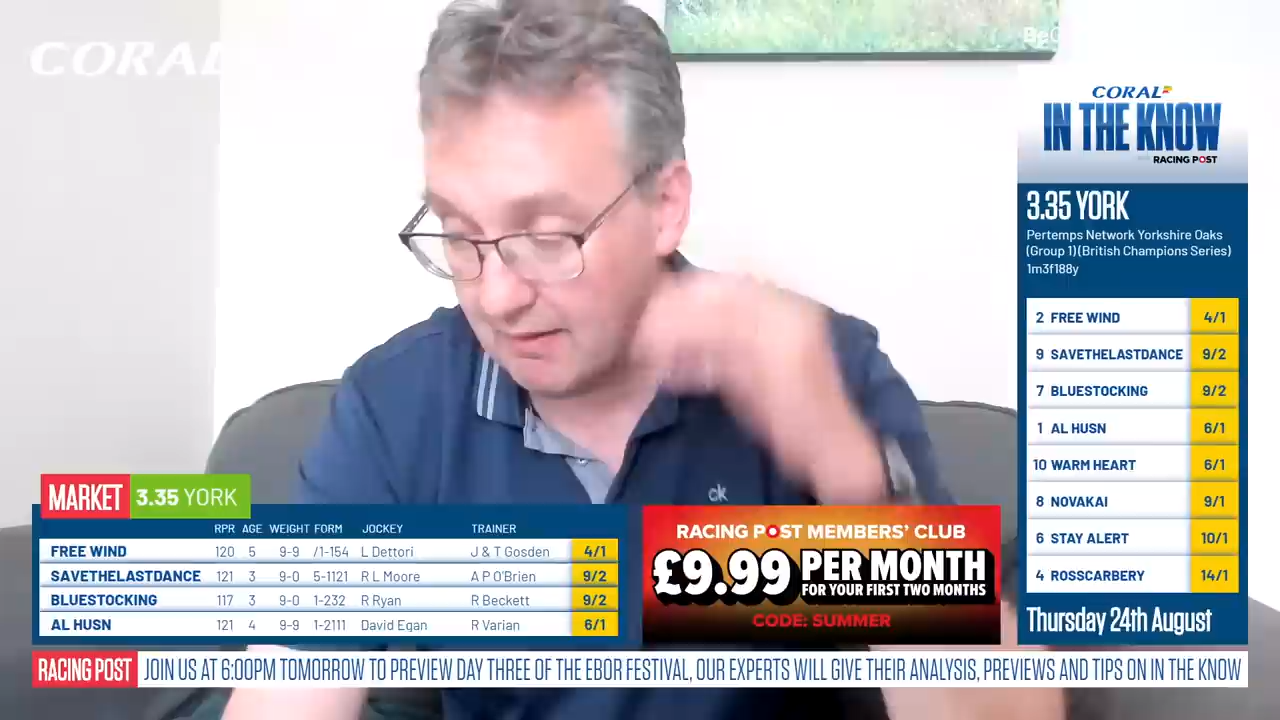 CORAL
BeG
CORAL
IN THE KNOW
RACING POST
3.35 YORK
Pertemps Network Yorkshire Oaks
(Group 1)(British Champions Series)
1m3f188y
2 FREE WIND 4/1
9 SAVETHELASTDANCE 9/2
7 BLUESTOCKING 9/2
1 AL HUSN 6/1
10 WARM HEART 6/1
8 NOVAKAI 9/1
6 STAY ALERT 10/1
4 ROSSCARBERY 14/1
Thursday 24th August
ck
MARKET 3.35 YORK
RPR AGE WEIGHT FORM JOCKEY TRAINER
FREE WIND 120 5 9-9 /1-154 L Dettori J & T Gosden 4/1
SAVETHELASTDANCE 121 3 9-0 5-1121 R L Moore A P O'Brien 9/2
BLUESTOCKING 117 3 9-0 1-232 R Ryan R Beckett 9/2
AL HUSN 121 4 9-9 1-2111 David Egan R Varian 6/1
RACING POST MEMBERS' CLUB
£9.99 PER MONTH
FOR YOUR FIRST TWO MONTHS
CODE: SUMMER
RACING POST JOIN US AT 6:00PM TOMORROW TO PREVIEW DAY THREE OF THE EBOR FESTIVAL, OUR EXPERTS WILL GIVE THEIR ANALYSIS, PREVIEWS AND TIPS ON IN THE KNOW